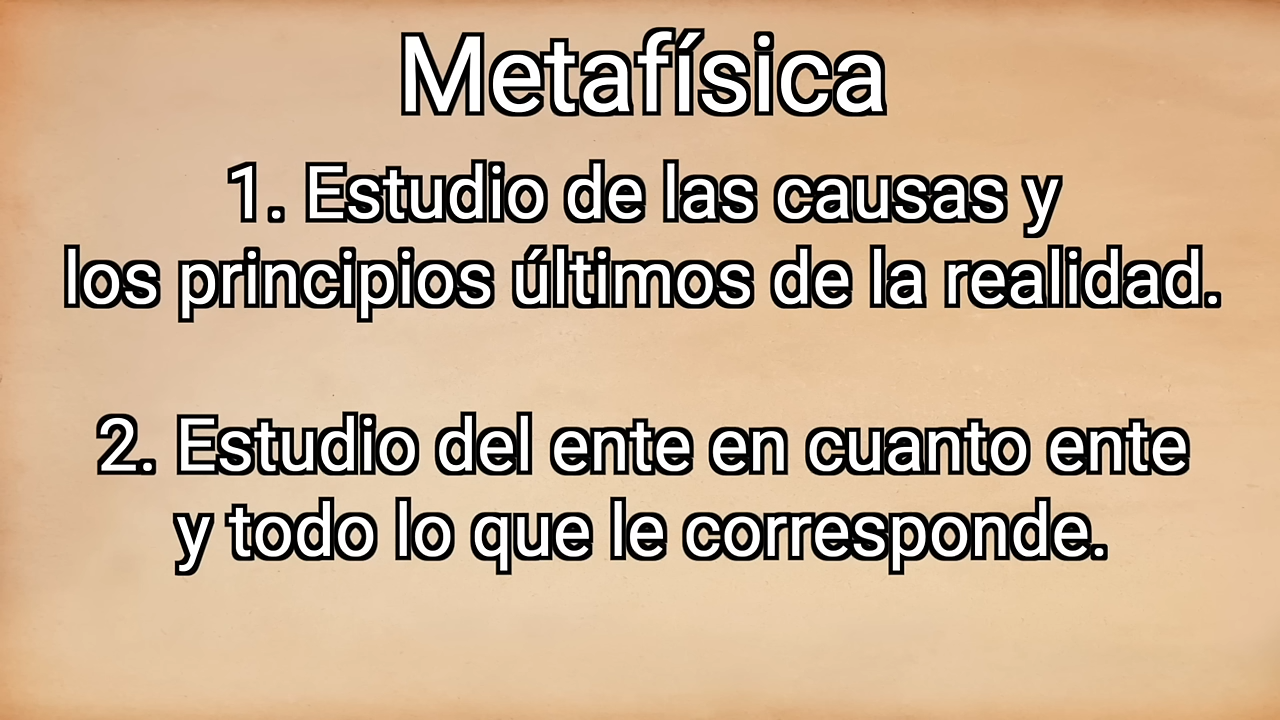 Metafísica
1. Estudio de las causas y
los principios últimos de la realidad.
2. Estudio del ente en cuanto ente
y todo lo que le corresponde.